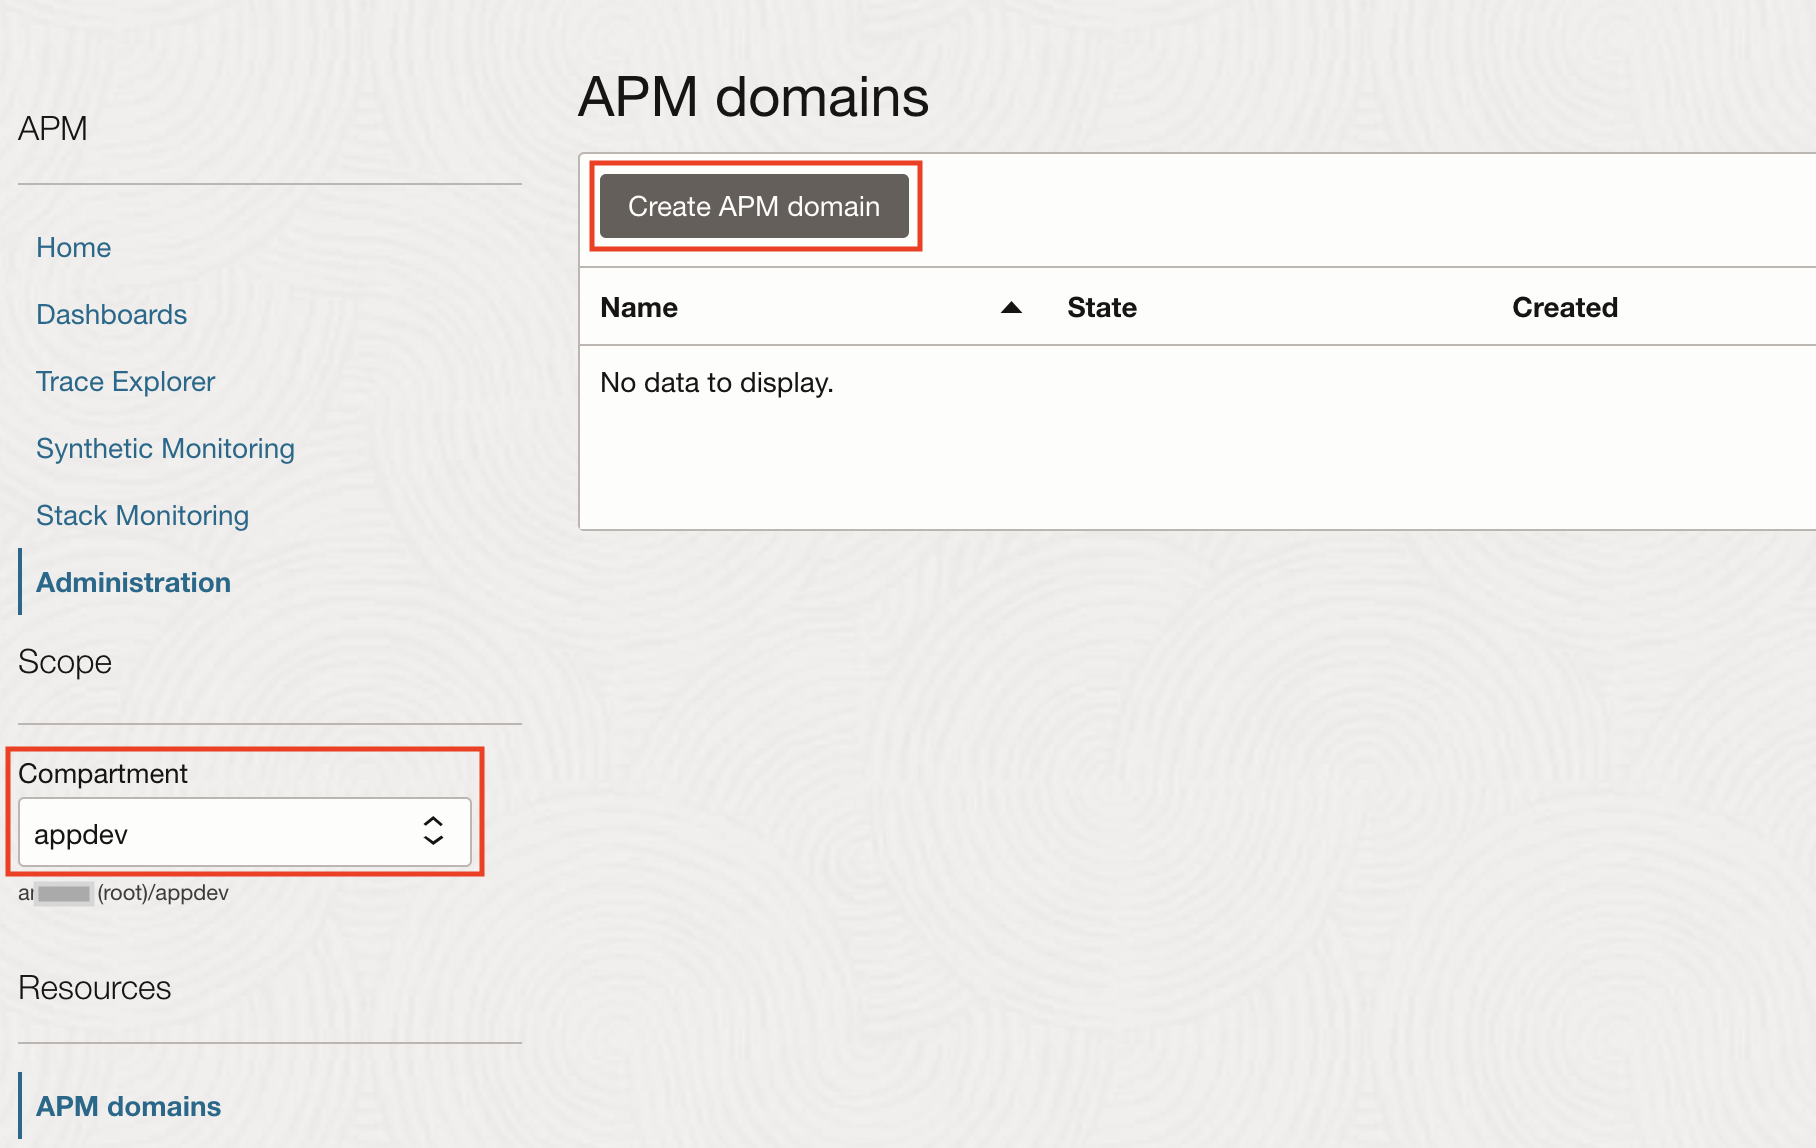 APM
Home
Dashboards
Trace Explorer
Synthetic Monitoring
Stack Monitoring
Administration
Scope
Compartment
appdev
(root)/appdev
Resources
APM domains
APM domains
Create APM domain
Name State Created
No data to display.